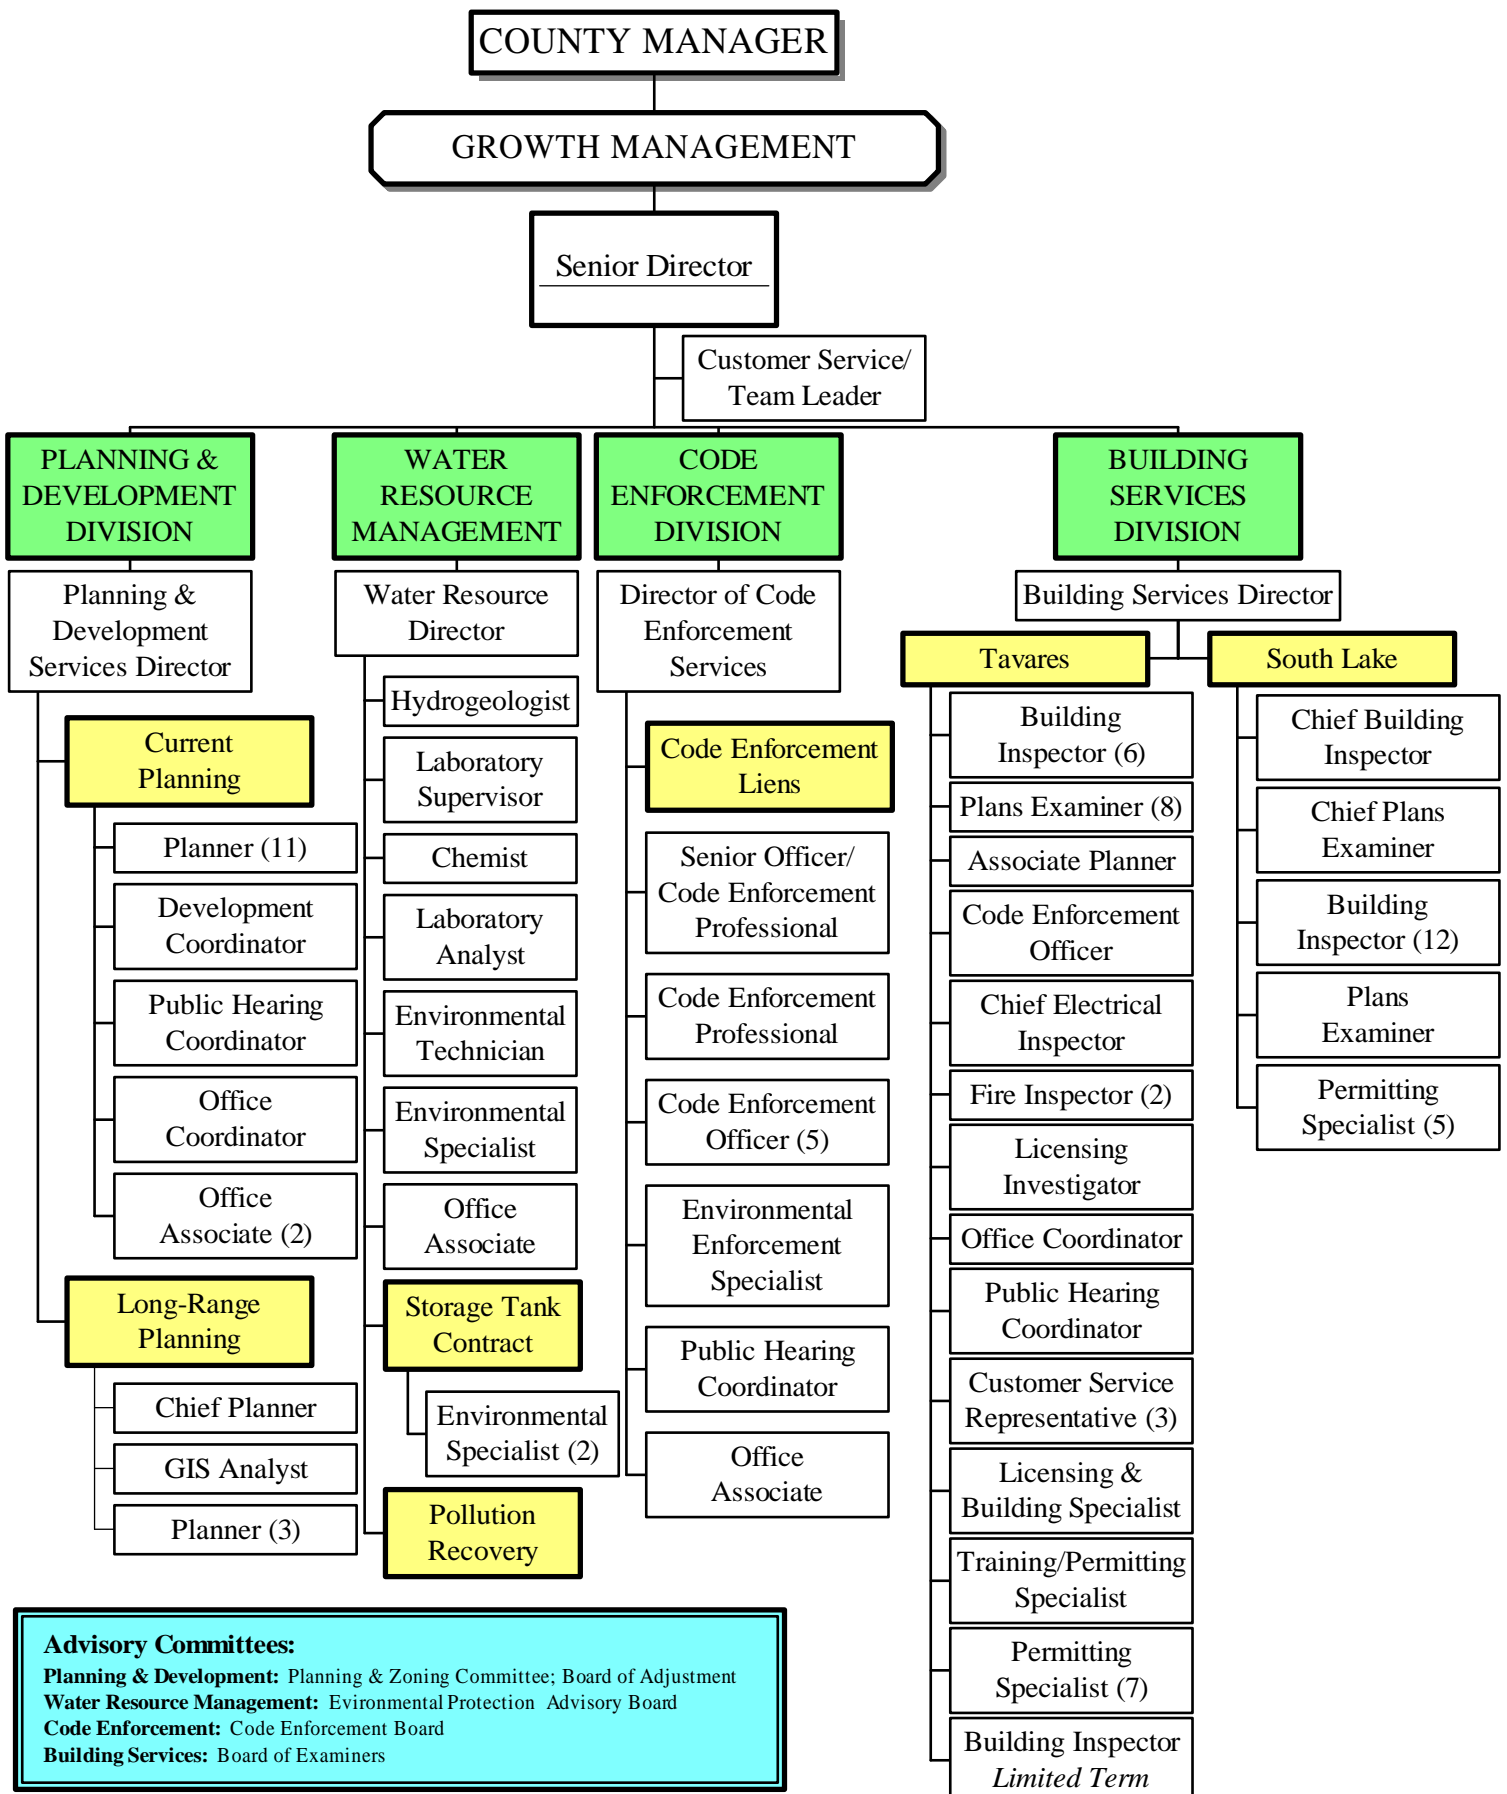 COUNTY MANAGER
GROWTH MANAGEMENT
Senior Director
Customer Service/
Team Leader
PLANNING &
DEVELOPMENT
DIVISION
Planning &
Development
Services Director
Current
Planning
Planner (11)
Development
Coordinator
Public Hearing
Coordinator
Office
Coordinator
Office
Associate (2)
Long-Range
Planning
Chief Planner
GIS Analyst
Planner (3)
WATER
RESOURCE
MANAGEMENT
Water Resource
Director
Hydrogeologist
Laboratory
Supervisor
Chemist
Laboratory
Analyst
Environmental
Technician
Environmental
Specialist
Office
Associate
Storage Tank
Contract
Environmental
Specialist (2)
Pollution
Recovery
CODE
ENFORCEMENT
DIVISION
Director of Code
Enforcement
Services
Code Enforcement
Liens
Senior Officer/
Code Enforcement
Professional
Code Enforcement
Professional
Code Enforcement
Officer (5)
Environmental
Enforcement
Specialist
Public Hearing
Coordinator
Office
Associate
BUILDING
SERVICES
DIVISION
Building Services Director
Tavares
Building
Inspector (6)
Plans Examiner (8)
Associate Planner
Code Enforcement
Officer
Chief Electrical
Inspector
Fire Inspector (2)
Licensing
Investigator
Office Coordinator
Public Hearing
Coordinator
Customer Service
Representative (3)
Licensing &
Building Specialist
Training/Permitting
Specialist
Permitting
Specialist (7)
Building Inspector
Limited Term
South Lake
Chief Building
Inspector
Chief Plans
Examiner
Building
Inspector (12)
Plans
Examiner
Permitting
Specialist (5)
Advisory Committees:
Planning & Development: Planning & Zoning Committee; Board of Adjustment
Water Resource Management: Evironmental Protection Advisory Board
Code Enforcement: Code Enforcement Board
Building Services: Board of Examiners